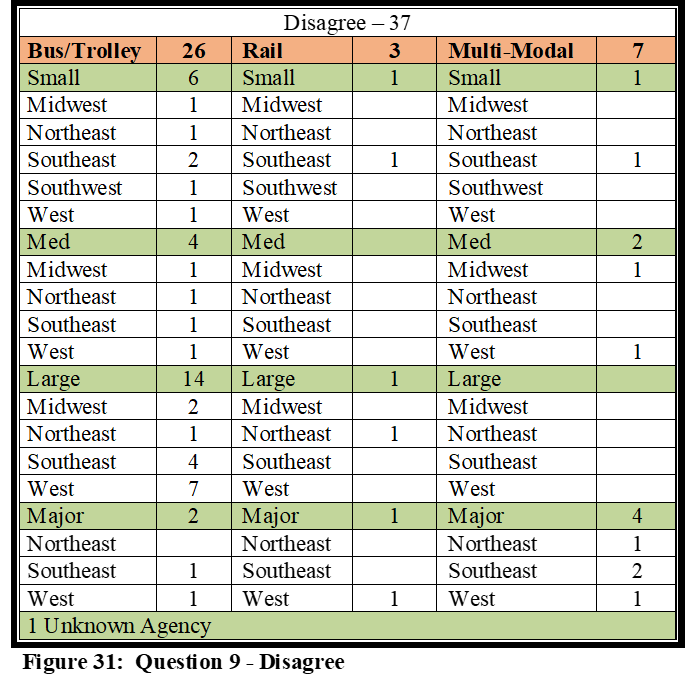 Disagree – 37
Bus/Trolley 26 Rail 3 Multi-Modal 7
Small 6 Small 1 Small 1
Midwest 1 Midwest Midwest
Northeast 1 Northeast Northeast
Southeast 2 Southeast 1 Southeast 1
Southwest 1 Southwest Southwest
West 1 West West
Med 4 Med Med 2
Midwest 1 Midwest Midwest 1
Northeast 1 Northeast Northeast
Southeast 1 Southeast Southeast
West 1 West West 1
Large 14 Large 1 Large
Midwest 2 Midwest Midwest
Northeast 1 Northeast 1 Northeast
Southeast 4 Southeast Southeast
West 7 West West
Major 2 Major 1 Major 4
Northeast Northeast Northeast 1
Southeast 1 Southeast Southeast 2
West 1 West 1 West 1
1 Unknown Agency
Figure 31: Question 9 - Disagree